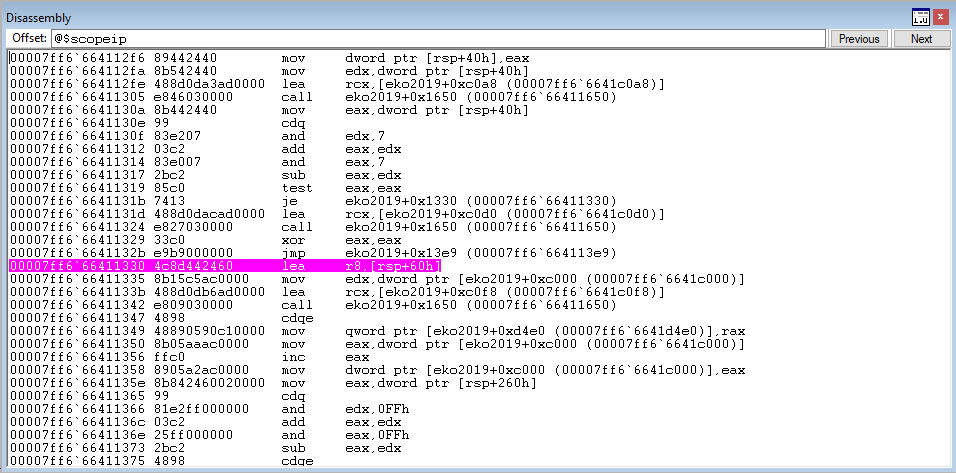 Disassembly
Offset: @$scopeip Previous Next
00007ff6`664112f6 89442440 mov dword ptr [rsp+40h],eax
00007ff6`664112fa 8b542440 mov edx,dword ptr [rsp+40h]
00007ff6`664112fe 488d0da3ad0000 lea rcx,[eko2019+0xc0a8 (00007ff6`6641c0a8)]
00007ff6`66411305 e846030000 call eko2019+0x1650 (00007ff6`66411650)
00007ff6`6641130a 8b442440 mov eax,dword ptr [rsp+40h]
00007ff6`6641130e 99 cdq
00007ff6`6641130f 83e207 and edx,7
00007ff6`66411312 03c2 add eax,edx
00007ff6`66411314 83e007 and eax,7
00007ff6`66411317 2bc2 sub eax,edx
00007ff6`66411319 85c0 test eax,eax
00007ff6`6641131b 7413 je eko2019+0x1330 (00007ff6`66411330)
00007ff6`6641131d 488d0dacad0000 lea rcx,[eko2019+0xc0d0 (00007ff6`6641c0d0)]
00007ff6`66411324 e827030000 call eko2019+0x1650 (00007ff6`66411650)
00007ff6`66411329 33c0 xor eax,eax
00007ff6`6641132b e9b9000000 jmp eko2019+0x13e9 (00007ff6`664113e9)
00007ff6`66411330 4c8d442460 lea r8,[rsp+60h]
00007ff6`66411335 8b15c5ac0000 mov edx,dword ptr [eko2019+0xc000 (00007ff6`6641c000)]
00007ff6`6641133b 488d0db6ad0000 lea rcx,[eko2019+0xc0f8 (00007ff6`6641c0f8)]
00007ff6`66411342 e809030000 call eko2019+0x1650 (00007ff6`66411650)
00007ff6`66411347 4898 cdqe
00007ff6`66411349 48890590c10000 mov qword ptr [eko2019+0xd4e0 (00007ff6`6641d4e0)],rax
00007ff6`66411350 8b05aaac0000 mov eax,dword ptr [eko2019+0xc000 (00007ff6`6641c000)]
00007ff6`66411356 ffc0 inc eax
00007ff6`66411358 8905a2ac0000 mov dword ptr [eko2019+0xc000 (00007ff6`6641c000)],eax
00007ff6`6641135e 8b842460020000 mov eax,dword ptr [rsp+260h]
00007ff6`66411365 99 cdq
00007ff6`66411366 81e2ff000000 and edx,0FFh
00007ff6`6641136c 03c2 add eax,edx
00007ff6`6641136e 25ff000000 and eax,0FFh
00007ff6`66411373 2bc2 sub eax,edx
00007ff6`66411375 4898 cdqe